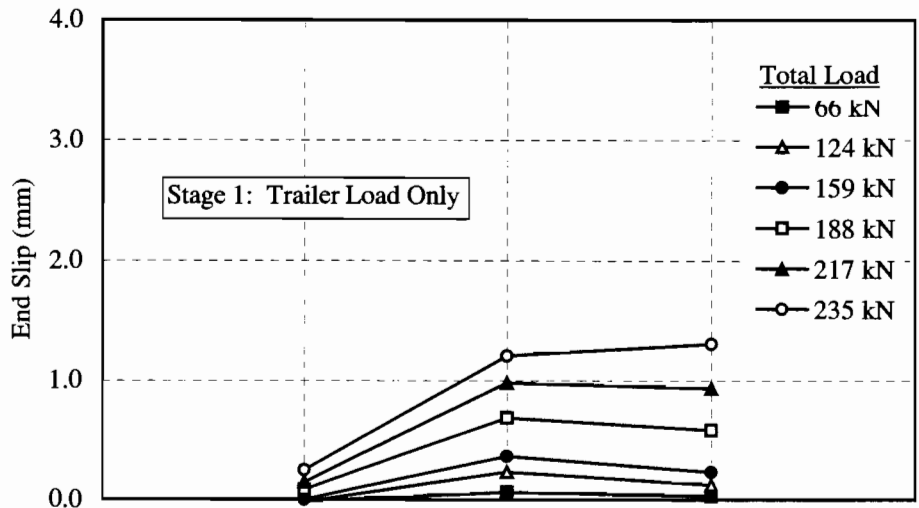 4.0
3.0
2.0
1.0
0.0
End Slip (mm)
Stage 1: Trailer Load Only
Total Load
66 kN
124 kN
159 kN
188 kN
217 kN
235 kN